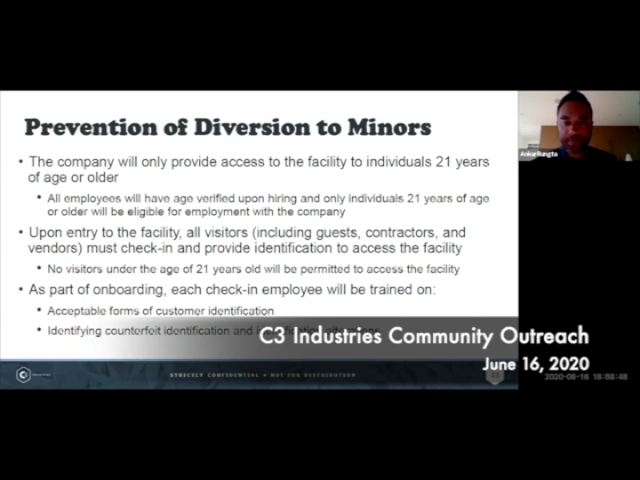 Prevention of Diversion to Minors
• The company will only provide access to the facility to individuals 21 years
of age or older
• All employees will have age verified upon hiring and only individuals 21 years of age
or older will be eligible for employment with the company
• Upon entry to the facility, all visitors (including guests, contractors, and
vendors) must check-in and provide identification to access the facility
• No visitors under the age of 21 years old will be permitted to access the facility
• As part of onboarding, each check-in employee will be trained on:
• Acceptable forms of customer identification
• Identifying counterfeit identification and
STRICTLY CONFIDENTIAL • NOT FOR DISTRIBUTION
Ankur Rungta
C3 Industries Community Outreach
June 16, 2020
2020-06-16 18:58:48